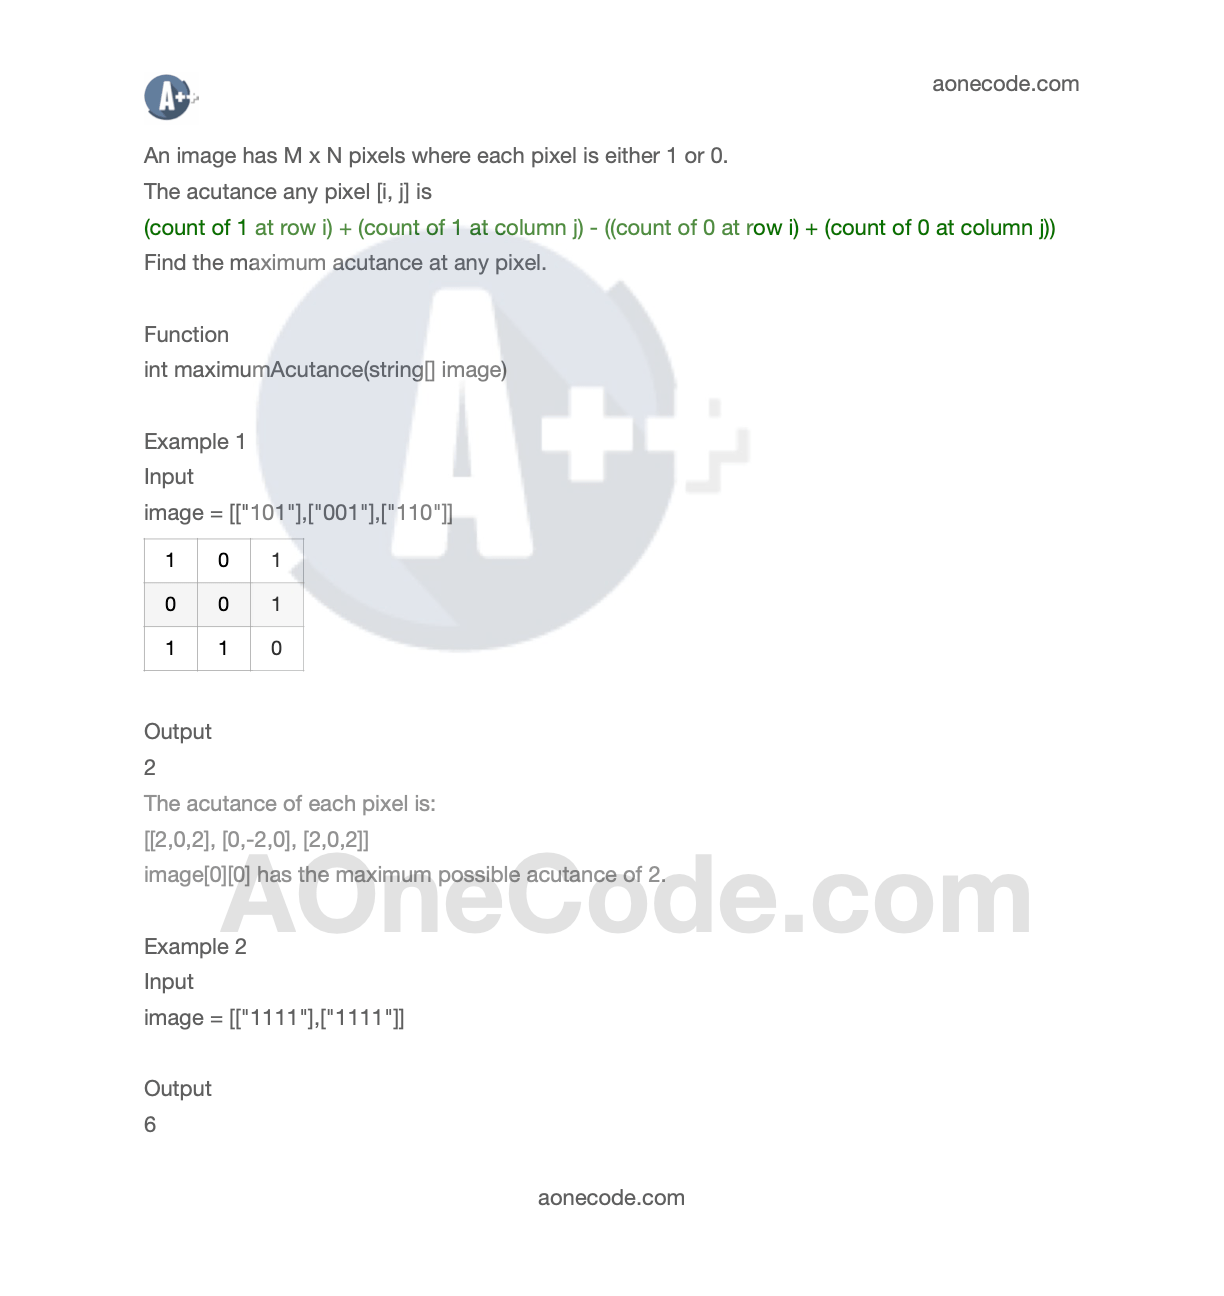 A++
aonecode.com
An image has M x N pixels where each pixel is either 1 or 0.
The acutance any pixel [i, j] is
(count of 1 at row i) + (count of 1 at column j) - ((count of 0 at row i) + (count of 0 at column j))
Find the maximum acutance at any pixel.
Function
int maximumAcutance(string[] image)
A++
Example 1
Input
image = [["101"],["001"],["110"]]
1 0 1
0 0 1
1 1 0
Output
2
The acutance of each pixel is:
[[2,0,2], [0,-2,0], [2,0,2]]
image[0][0] has the maximum possible acutance of 2.
AOneCode.com
Example 2
Input
image = [["1111"],["1111"]]
Output
6
aonecode.com